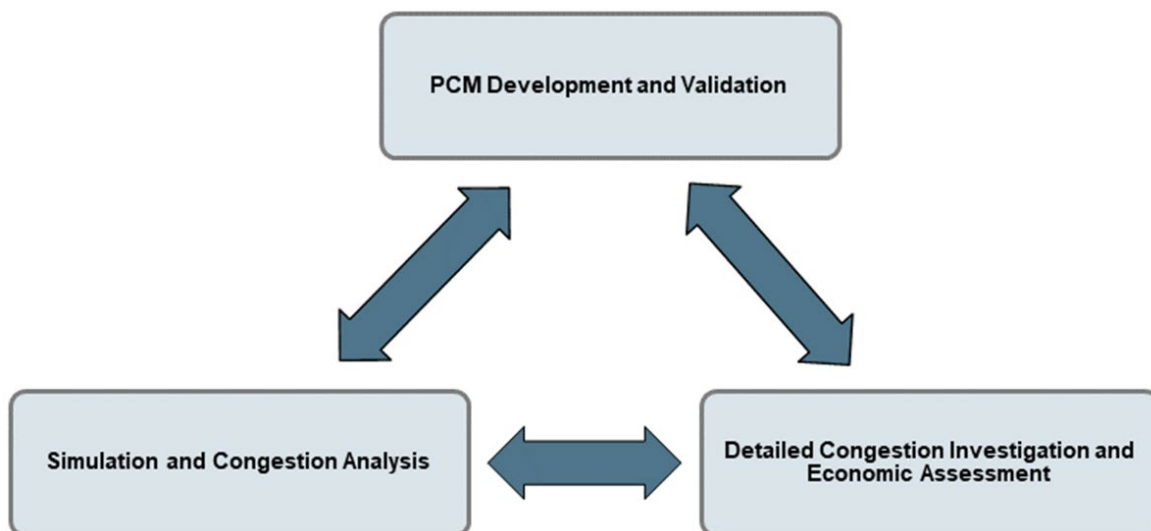 PCM Development and Validation
Simulation and Congestion Analysis
Detailed Congestion Investigation and
Economic Assessment